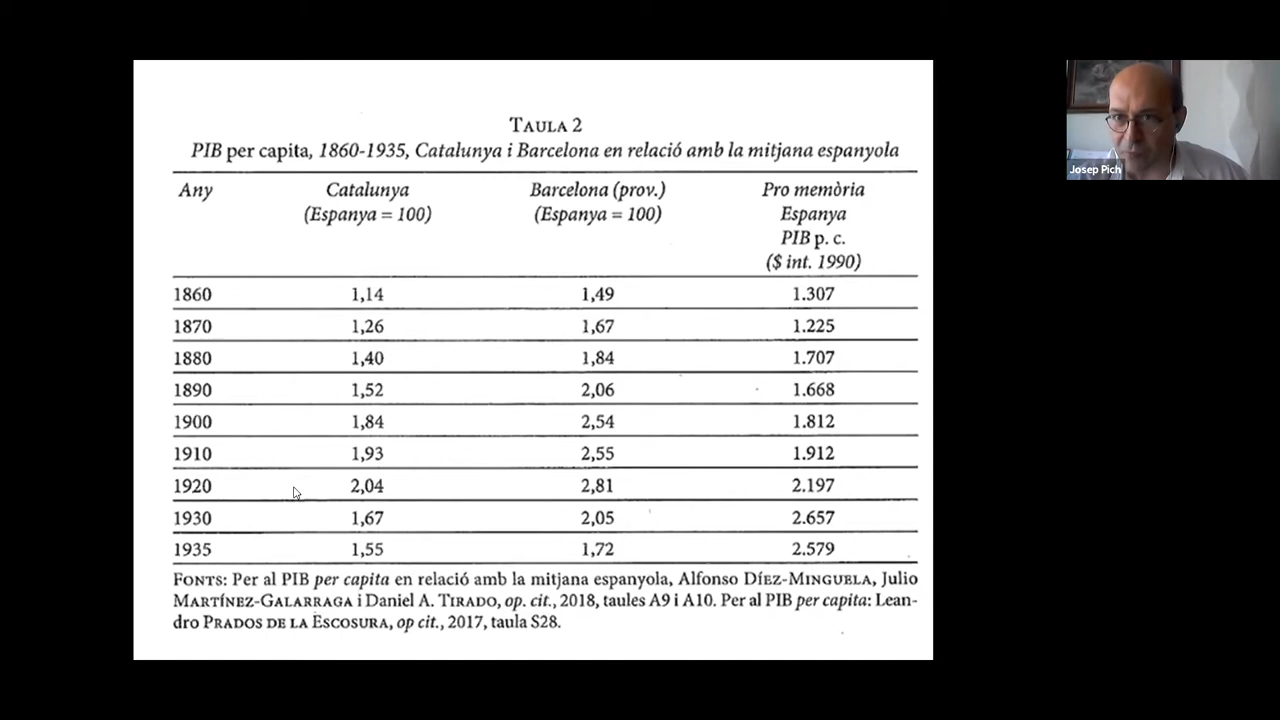 TAULA 2
PIB per capita, 1860-1935, Catalunya i Barcelona en relació amb la mitjana espanyola
Any Catalunya Barcelona (prov.) Pro memòria
(Espanya = 100) (Espanya = 100) Espanya
PIB p. c.
($ int. 1990)
1860 1,14 1,49 1.307
1870 1,26 1,67 1.225
1880 1,40 1,84 1.707
1890 1,52 2,06 1.668
1900 1,84 2,54 1.812
1910 1,93 2,55 1.912
1920 2,04 2,81 2.197
1930 1,67 2,05 2.657
1935 1,55 1,72 2.579
FONTS: Per al PIB per capita en relació amb la mitjana espanyola, Alfonso DÍEZ-MINGUELA, Julio
MARTÍNEZ-GALARRAGA i Daniel A. TIRADO, op. cit., 2018, taules A9 i A10. Per al PIB per capita: Lean-
dro PRADOS DE LA ESCOSURA, op cit., 2017, taula S28.
Josep Pich